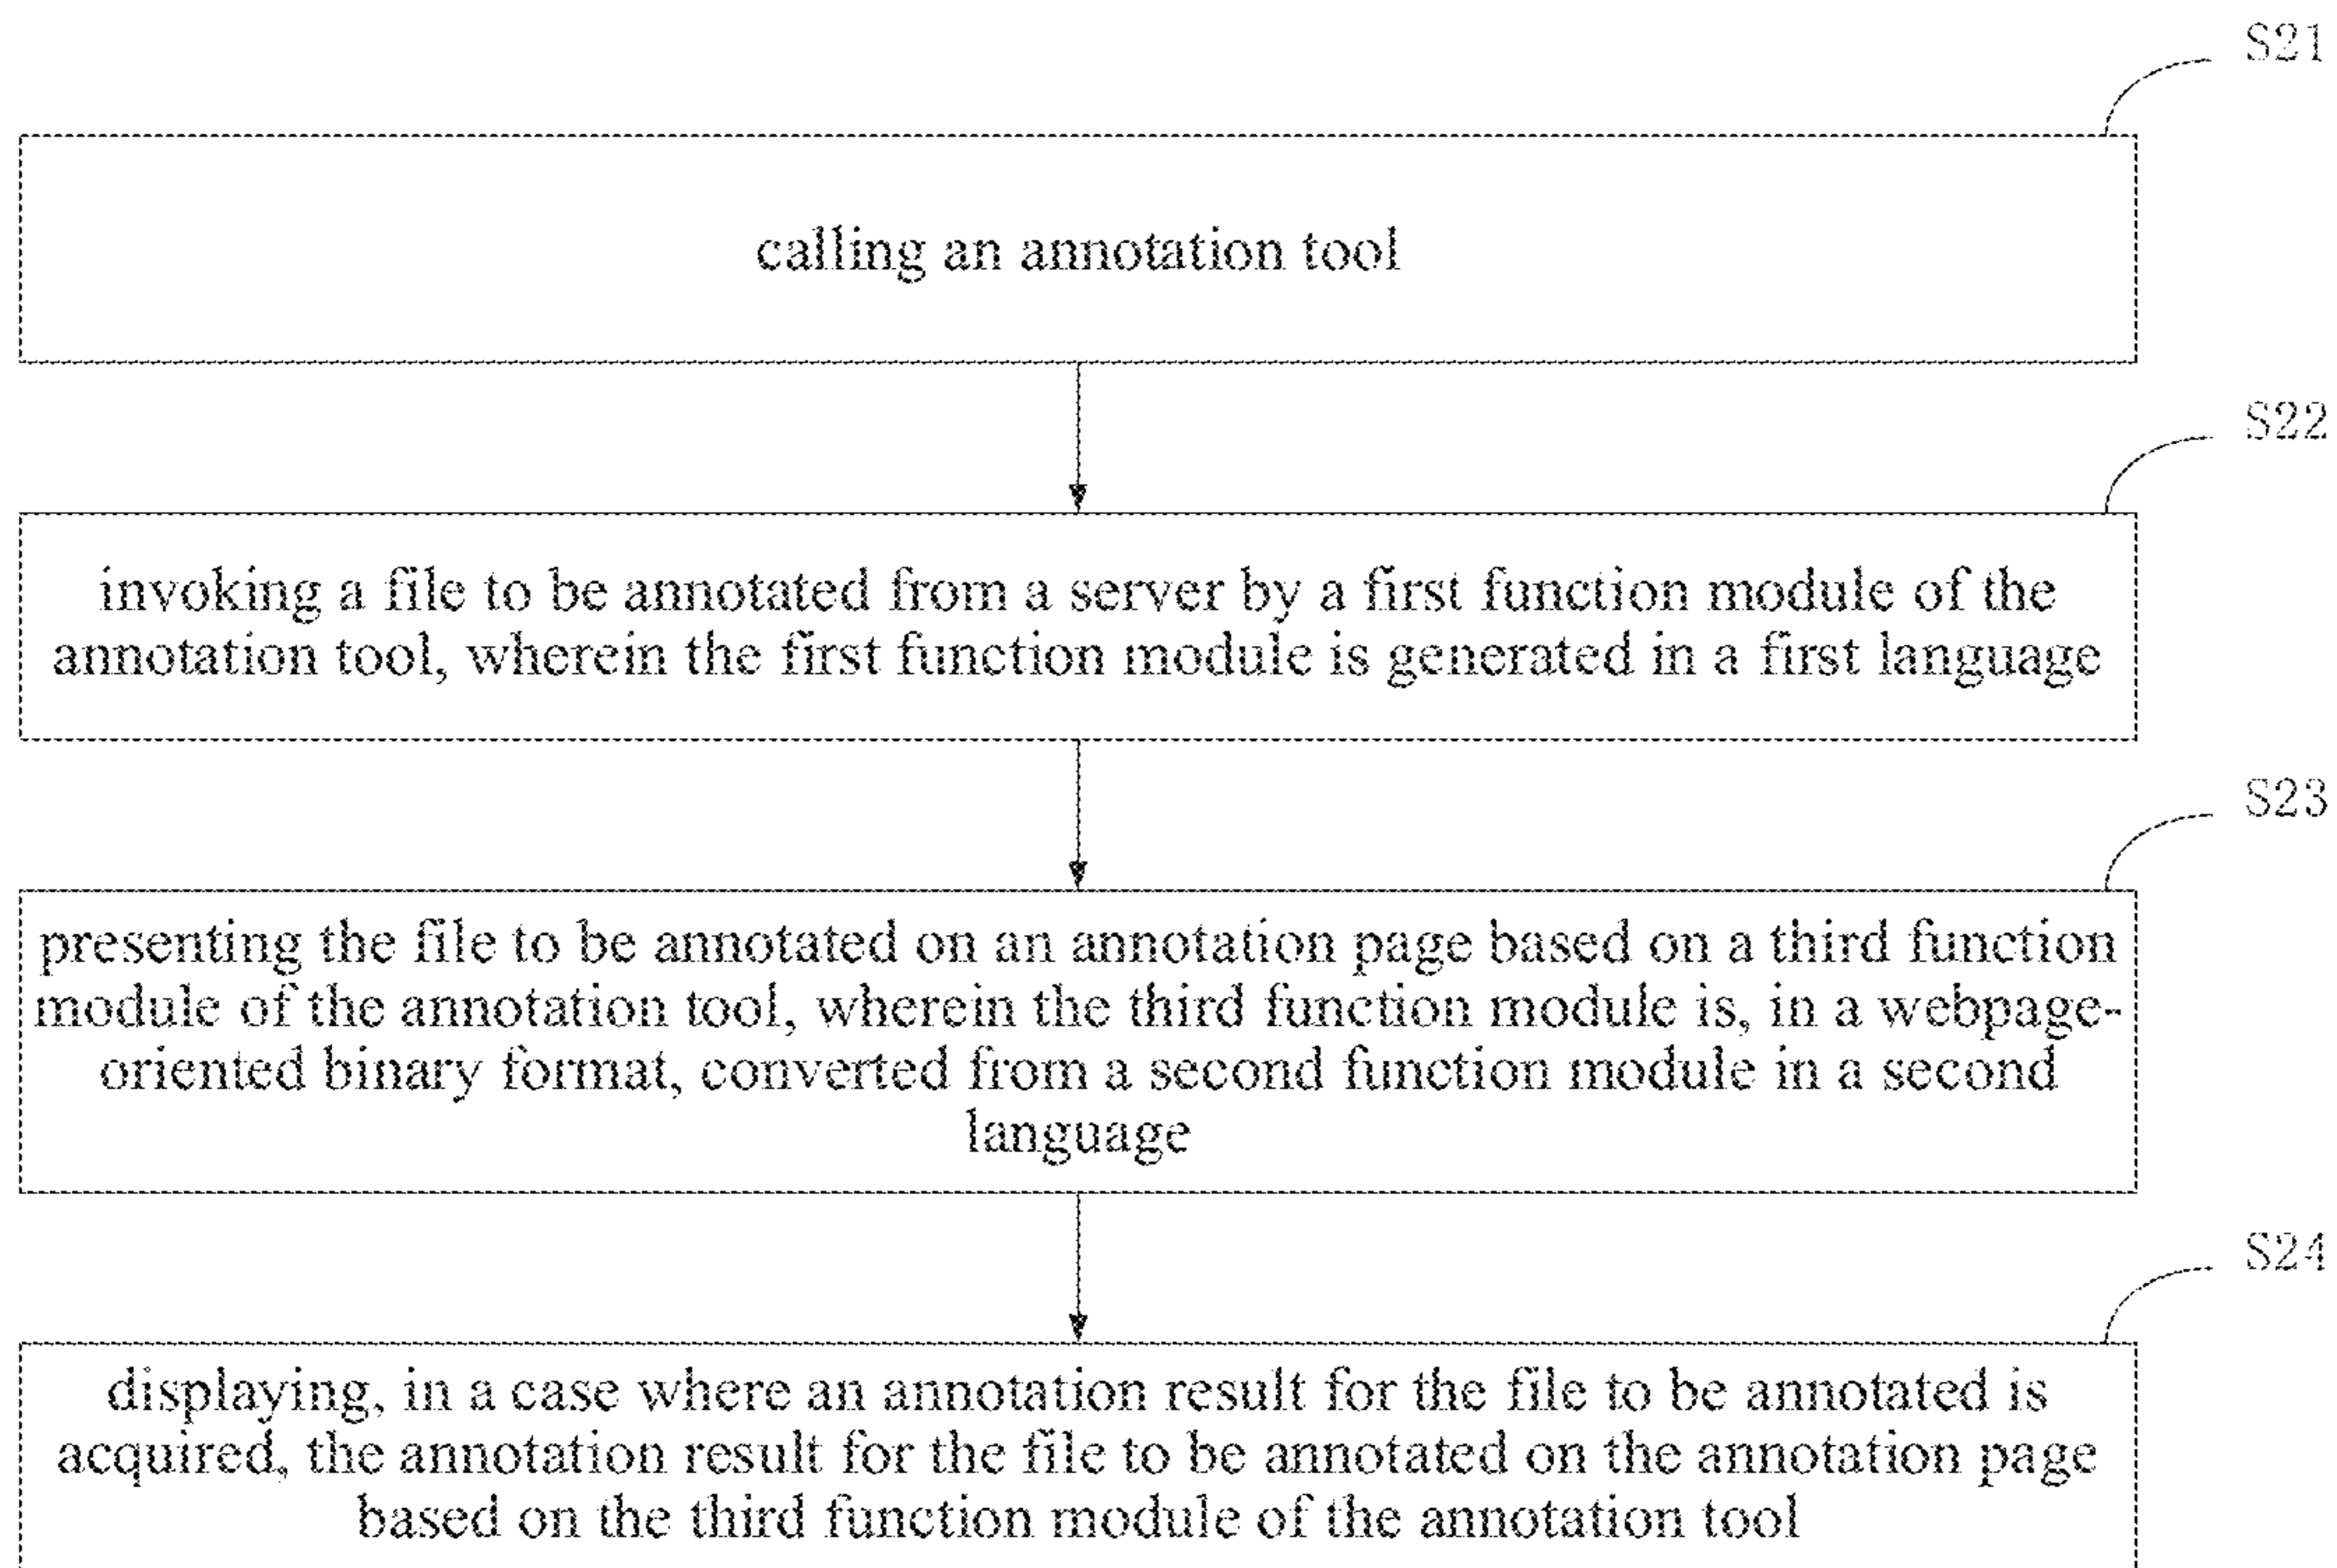 S21
calling an annotation tool
S22
invoking a file to be annotated from a server by a first function module of the
annotation tool, wherein the first function module is generated in a first language
S23
presenting the file to be annotated on an annotation page based on a third function
module of the annotation tool, wherein the third function module is, in a webpage-
oriented binary format, converted from a second function module in a second
language
S24
displaying, in a case where an annotation result for the file to be annotated is
acquired, the annotation result for the file to be annotated on the annotation page
based on the third function module of the annotation tool